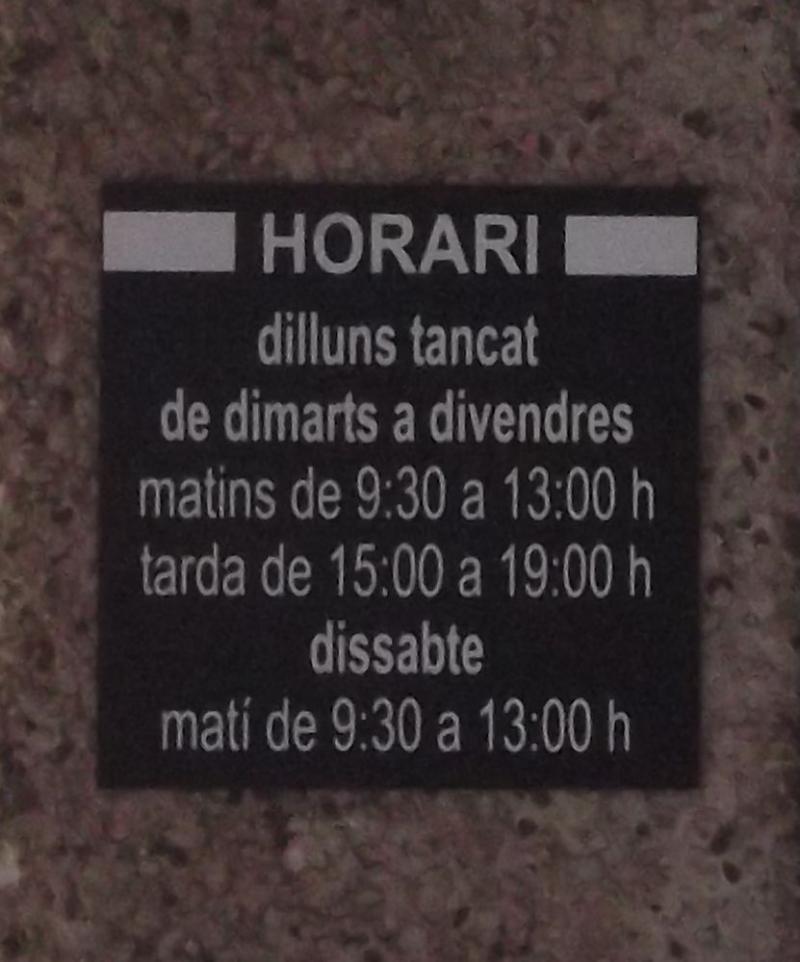 HORARI
dilluns tancat
de dimarts a divendres
matins de 9:30 a 13:00 h
tarda de 15:00 a 19:00 h
dissabte
matí de 9:30 a 13:00 h